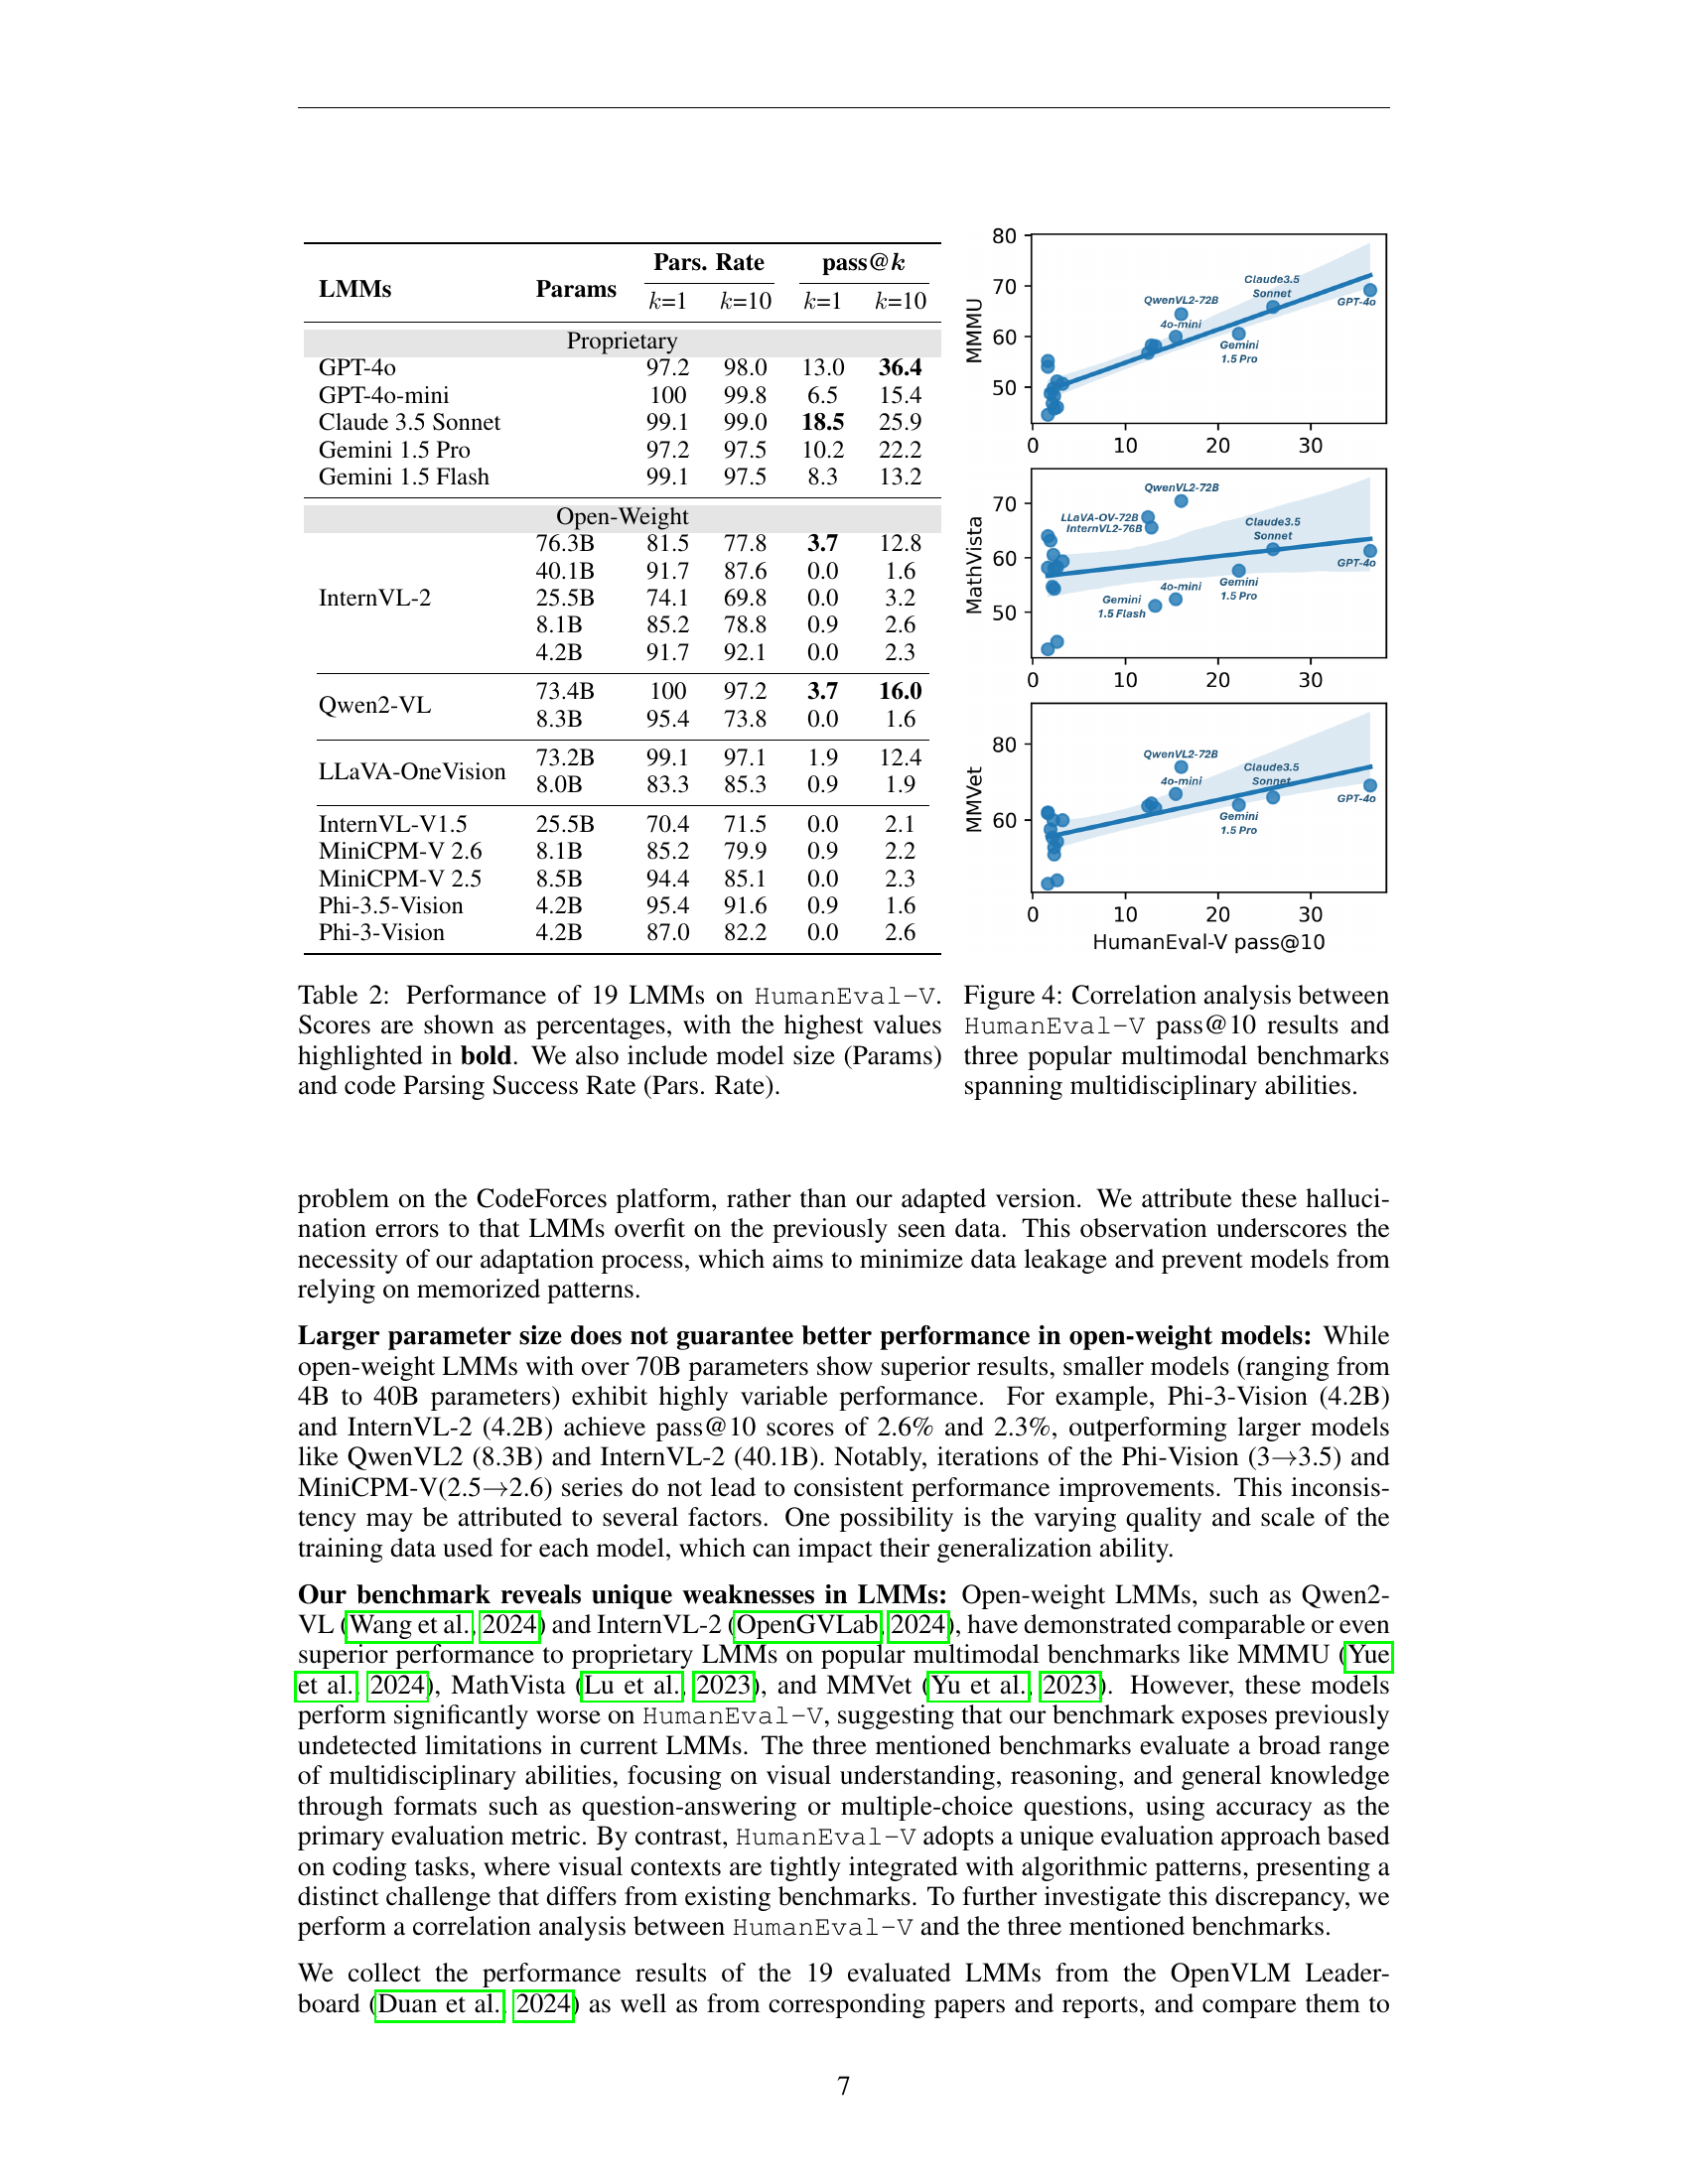 LMMs Params Pars. Rate pass@k
k=1 k=10 k=1 k=10
Proprietary
GPT-4o 97.2 98.0 13.0 36.4
GPT-4o-mini 100 99.8 6.5 15.4
Claude 3.5 Sonnet 99.1 99.0 18.5 25.9
Gemini 1.5 Pro 97.2 97.5 10.2 22.2
Gemini 1.5 Flash 99.1 97.5 8.3 13.2
Open-Weight
InternVL-2
76.3B 81.5 77.8 3.7 12.8
40.1B 91.7 87.6 0.0 1.6
25.5B 74.1 69.8 0.0 3.2
8.1B 85.2 78.8 0.9 2.6
4.2B 91.7 92.1 0.0 2.3
Qwen2-VL
73.4B 100 97.2 3.7 16.0
8.3B 95.4 73.8 0.0 1.6
LLaVA-OneVision
73.2B 99.1 97.1 1.9 12.4
8.0B 83.3 85.3 0.9 1.9
InternVL-V1.5 25.5B 70.4 71.5 0.0 2.1
MiniCPM-V 2.6 8.1B 85.2 79.9 0.9 2.2
MiniCPM-V 2.5 8.5B 94.4 85.1 0.0 2.3
Phi-3.5-Vision 4.2B 95.4 91.6 0.9 1.6
Phi-3-Vision 4.2B 87.0 82.2 0.0 2.6
Table 2: Performance of 19 LMMs on HumanEval-V.
Scores are shown as percentages, with the highest values
highlighted in bold. We also include model size (Params)
and code Parsing Success Rate (Pars. Rate).
MMMU
80
70
60
50
QwenVL2-72B
4o-mini
Claude3.5
Sonnet
GPT-4o
Gemini
1.5 Pro
0 10 20 30
MathVista
70
60
50
QwenVL2-72B
LLaVA-OV-72B
InternVL2-76B
Claude3.5
Sonnet
GPT-4o
4o-mini
Gemini
1.5 Pro
Gemini
1.5 Flash
0 10 20 30
MMVet
80
60
QwenVL2-72B
4o-mini
Claude3.5
Sonnet
GPT-4o
Gemini
1.5 Pro
0 10 20 30
HumanEval-V pass@10
Figure 4: Correlation analysis between
HumanEval-V pass@10 results and
three popular multimodal benchmarks
spanning multidisciplinary abilities.
problem on the CodeForces platform, rather than our adapted version. We attribute these halluci-
nation errors to that LMMs overfit on the previously seen data. This observation underscores the
necessity of our adaptation process, which aims to minimize data leakage and prevent models from
relying on memorized patterns.
Larger parameter size does not guarantee better performance in open-weight models: While
open-weight LMMs with over 70B parameters show superior results, smaller models (ranging from
4B to 40B parameters) exhibit highly variable performance. For example, Phi-3-Vision (4.2B)
and InternVL-2 (4.2B) achieve pass@10 scores of 2.6% and 2.3%, outperforming larger models
like QwenVL2 (8.3B) and InternVL-2 (40.1B). Notably, iterations of the Phi-Vision (3→3.5) and
MiniCPM-V(2.5→2.6) series do not lead to consistent performance improvements. This inconsis-
tency may be attributed to several factors. One possibility is the varying quality and scale of the
training data used for each model, which can impact their generalization ability.
Our benchmark reveals unique weaknesses in LMMs: Open-weight LMMs, such as Qwen2-
VL (Wang et al., 2024) and InternVL-2 (OpenGVLab, 2024), have demonstrated comparable or even
superior performance to proprietary LMMs on popular multimodal benchmarks like MMMU (Yue
et al., 2024), MathVista (Lu et al., 2023), and MMVet (Yu et al., 2023). However, these models
perform significantly worse on HumanEval-V, suggesting that our benchmark exposes previously
undetected limitations in current LMMs. The three mentioned benchmarks evaluate a broad range
of multidisciplinary abilities, focusing on visual understanding, reasoning, and general knowledge
through formats such as question-answering or multiple-choice questions, using accuracy as the
primary evaluation metric. By contrast, HumanEval-V adopts a unique evaluation approach based
on coding tasks, where visual contexts are tightly integrated with algorithmic patterns, presenting a
distinct challenge that differs from existing benchmarks. To further investigate this discrepancy, we
perform a correlation analysis between HumanEval-V and the three mentioned benchmarks.
We collect the performance results of the 19 evaluated LMMs from the OpenVLM Leader-
board (Duan et al., 2024) as well as from corresponding papers and reports, and compare them to
7